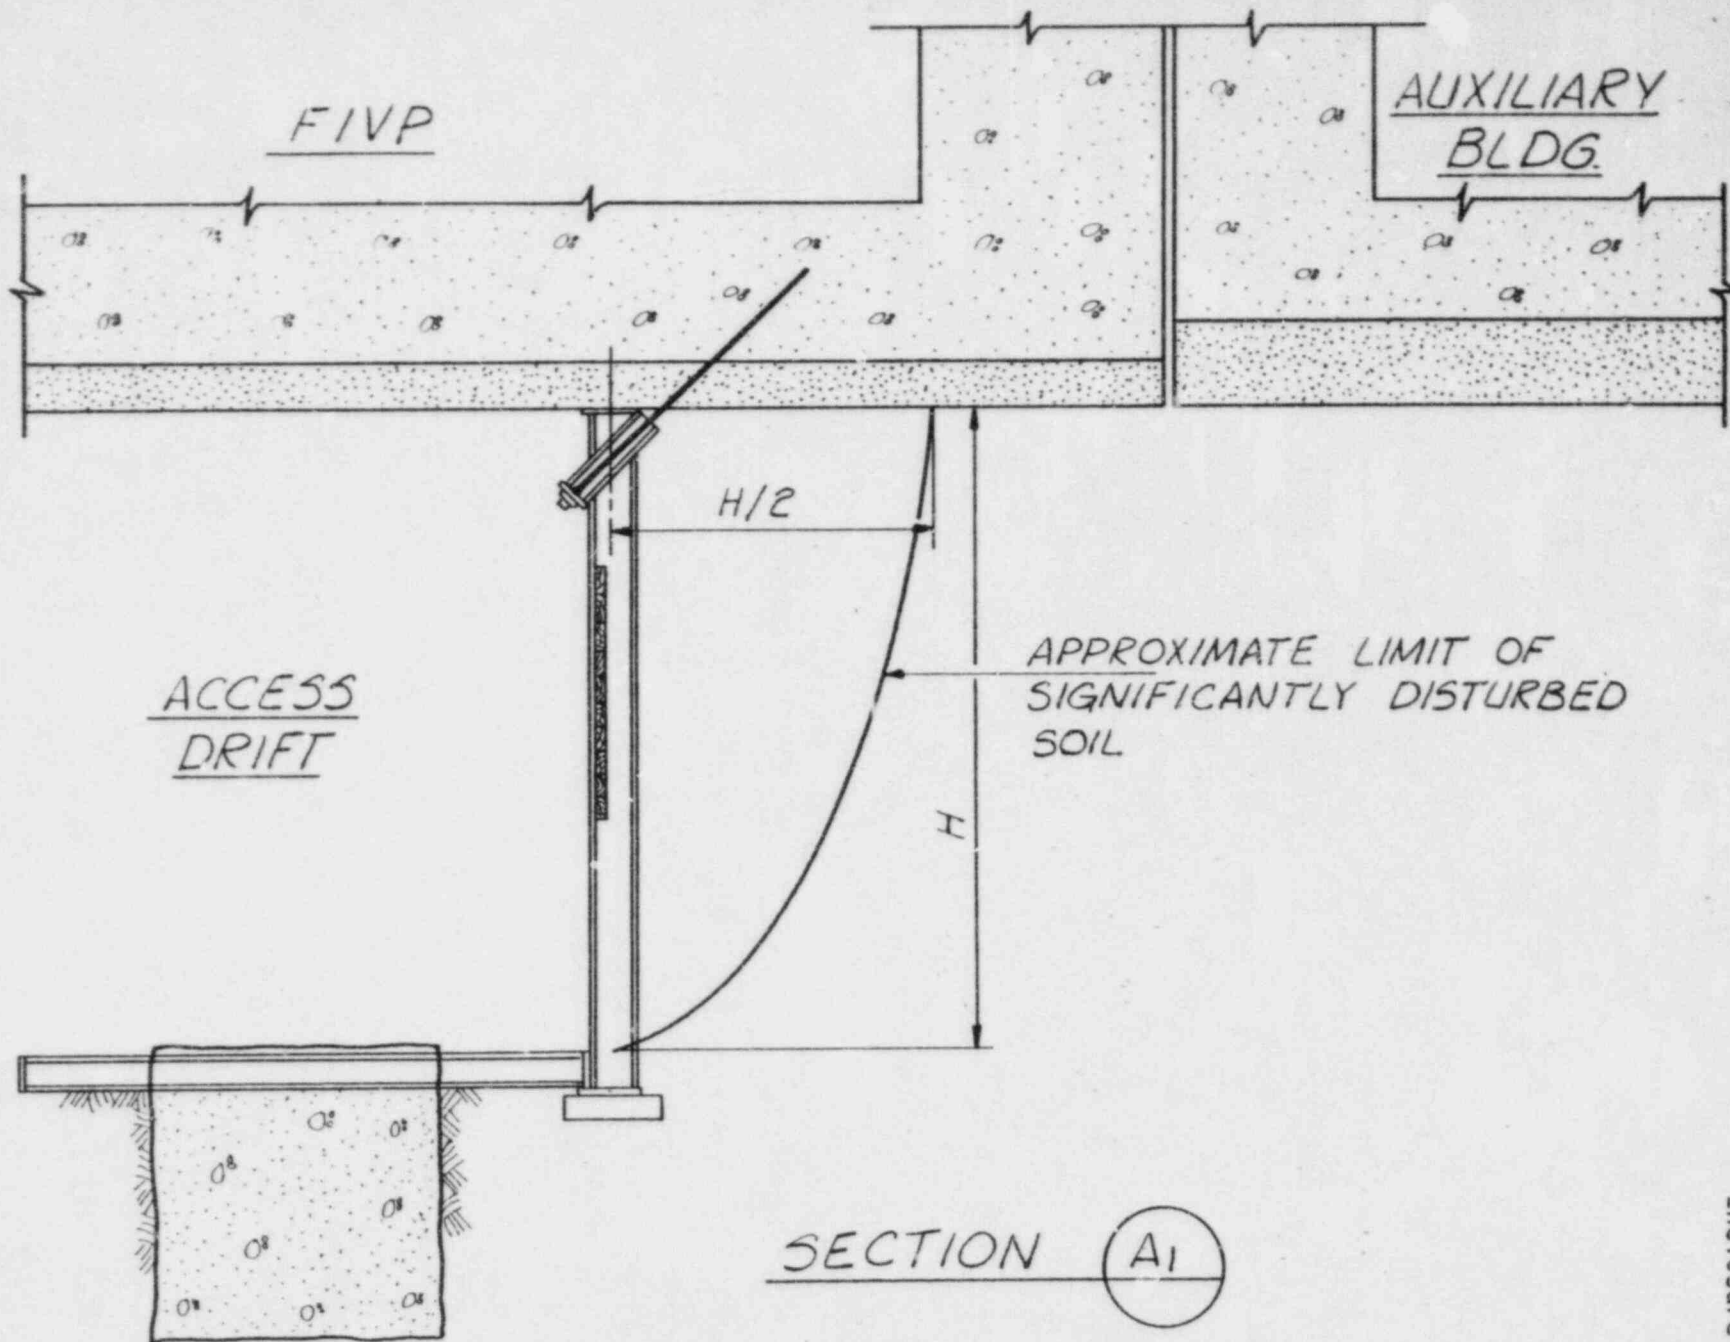 FIVP
AUXILIARY
BLDG.
H/2
APPROXIMATE LIMIT OF
SIGNIFICANTLY DISTURBED
SOIL
ACCESS
DRIFT
H
SECTION A1